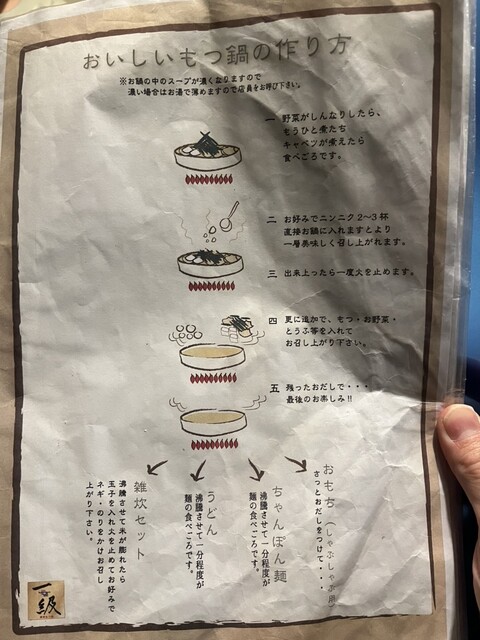 おいしいもつ鍋の作り方
※お鍋の中のスープが濃くなりますので
濃い場合はお湯で薄めますので店員をお呼び下さい。
一 野菜がしんなりしたら、
もうひと煮たち
キャベツが煮えたら
食べごろです。
二 お好みでニンニク2〜3杯
直接お鍋に入れますとより
一層美味しく召し上がれます。
三 出来上ったら一度火を止めます。
四 更に追加で、もつ・お野菜・
とうふ等を入れて
お召し上がり下さい。
五 残ったおだしで・・・
最後のお楽しみ!!
おもち(しゃぶしゃぶ用)
さっとおだしをつけて・・・・
ちゃんぽん麺
沸騰させて一分程度が
麺の食べごろです。
うどん
沸騰させて一分程度が
麺の食べごろです。
雑炊セット
沸騰させて米が膨れたら
玉子を入れ火を止めてお好みで
ネギ・のりをかけお召し
上がり下さい。
一級